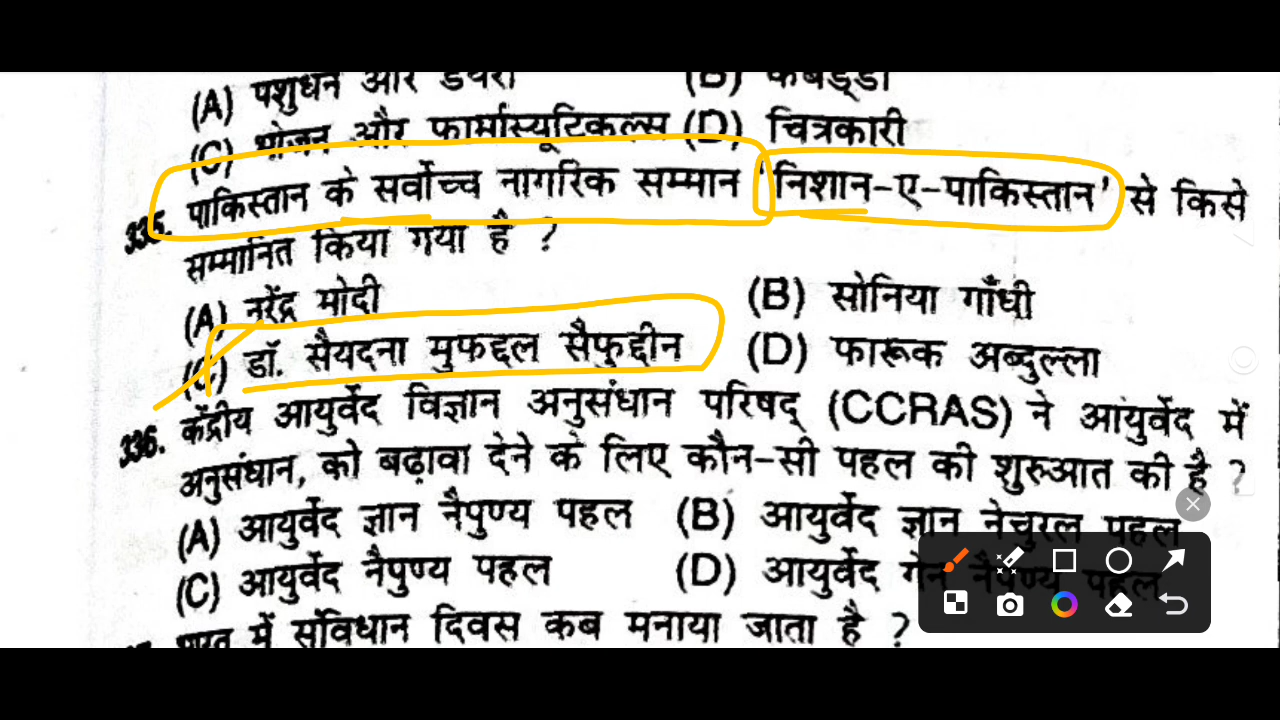 (A) पशुधन और डेयरी (B) कबड्डी
(C) भोजन और फार्मास्यूटिकल्स (D) चित्रकारी
335. पाकिस्तान के सर्वोच्च नागरिक सम्मान 'निशान-ए-पाकिस्तान' से किसे
सम्मानित किया गया है ?
(A) नरेंद्र मोदी (B) सोनिया गाँधी
(C) डॉ. सैयदना मुफद्दल सैफुद्दीन (D) फारूक अब्दुल्ला
336. केंद्रीय आयुर्वेद विज्ञान अनुसंधान परिषद् (CCRAS) ने आयुर्वेद में
अनुसंधान, को बढ़ावा देने के लिए कौन-सी पहल की शुरुआत की है ?
(A) आयुर्वेद ज्ञान नैपुण्य पहल (B) आयुर्वेद ज्ञान नेचुरल पहल
(C) आयुर्वेद नैपुण्य पहल (D) आयुर्वेद गेन नैपुण्य पहल
में संविधान दिवस कब मनाया जाता है ?